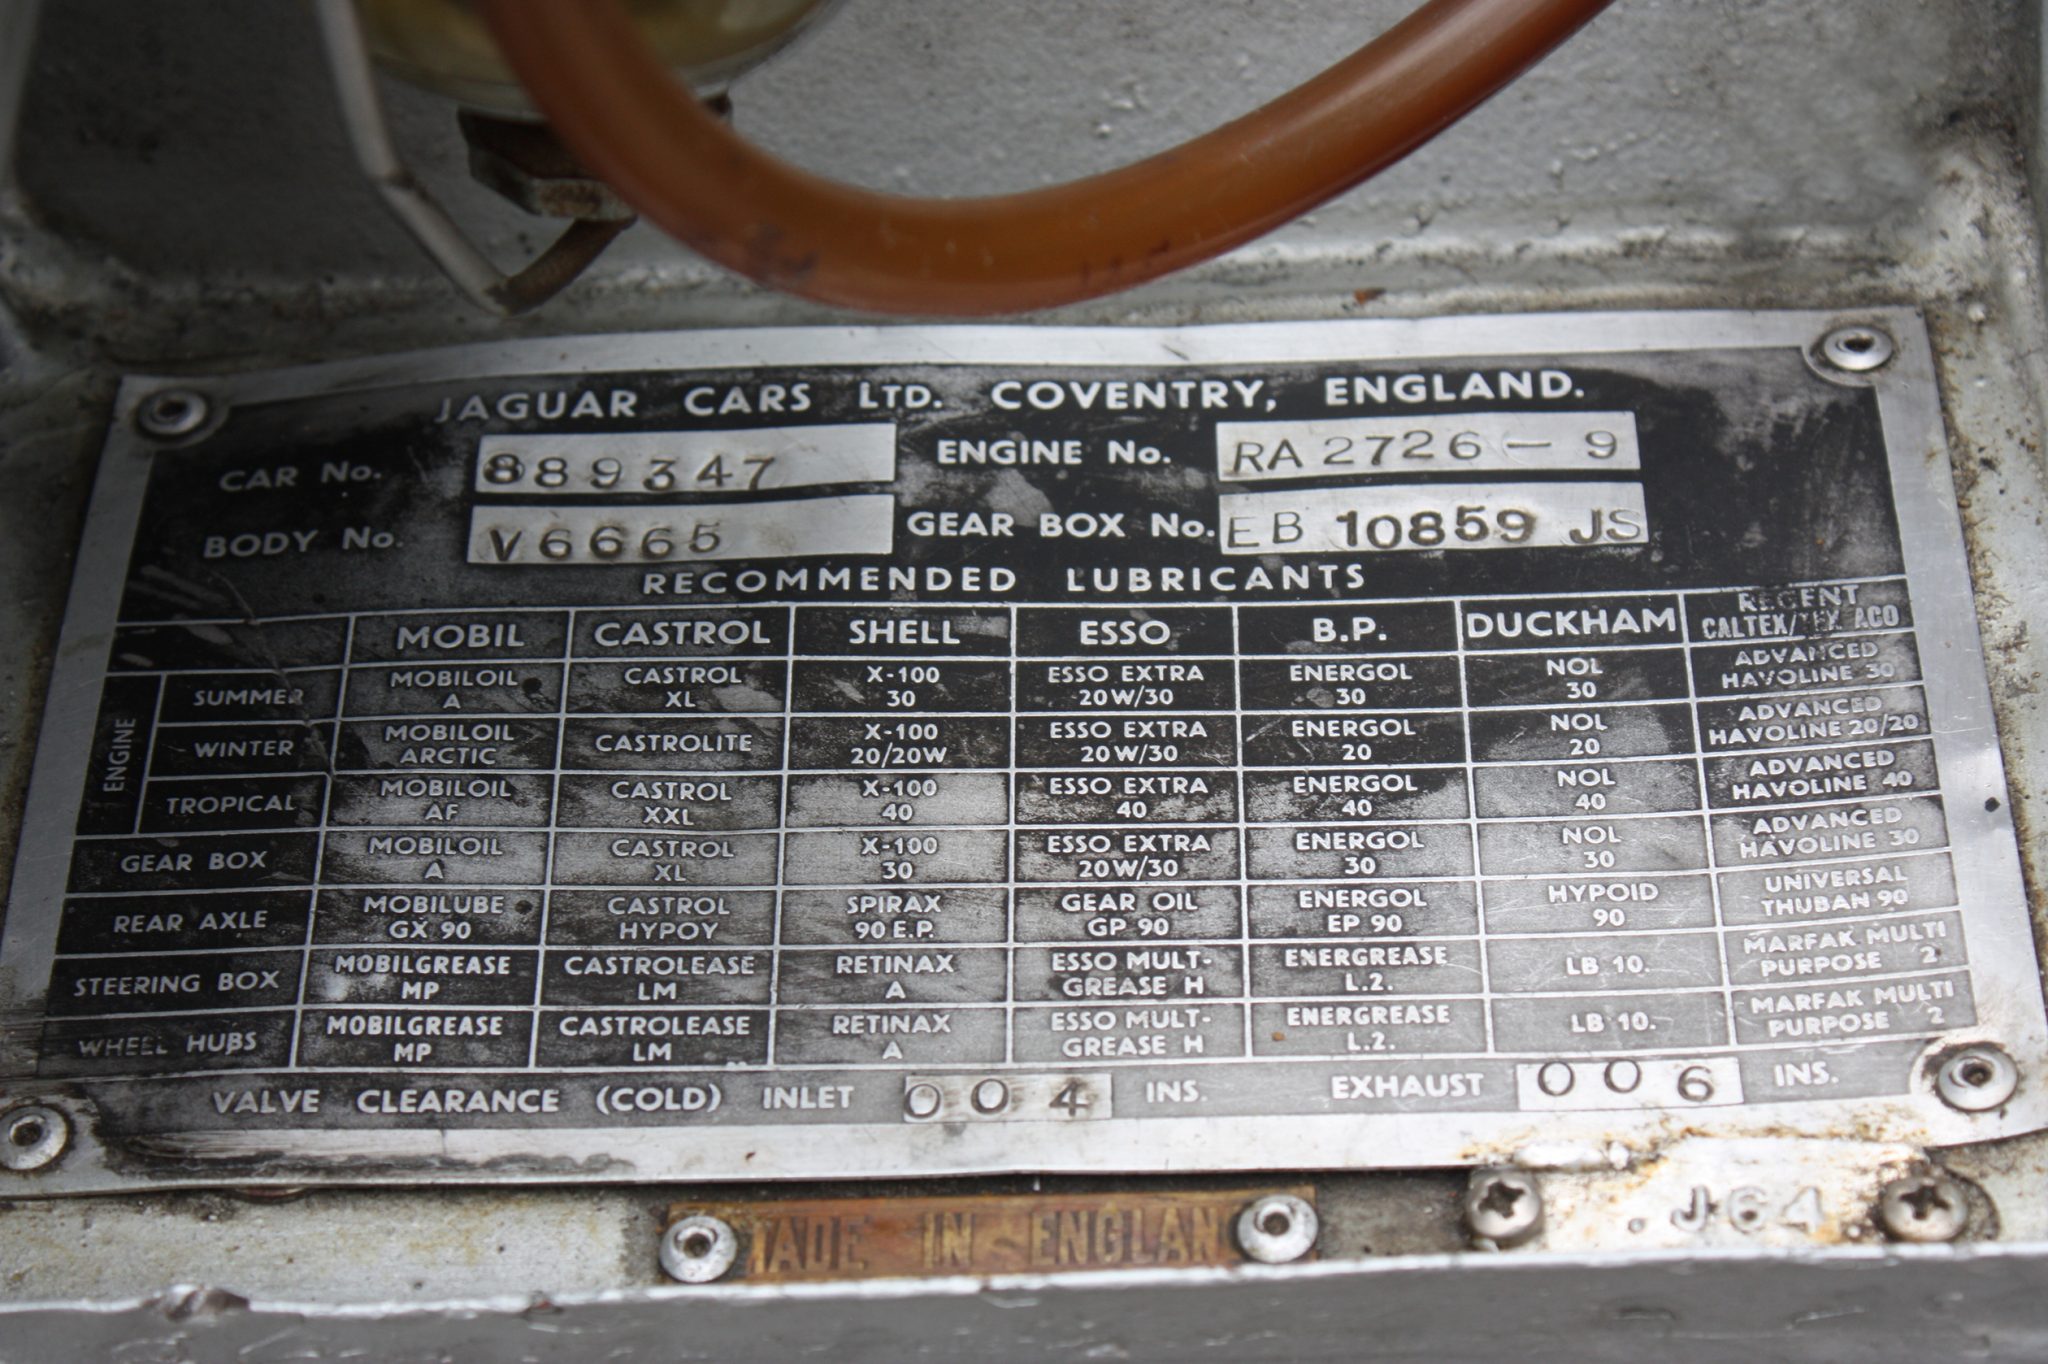 JAGUAR CARS LTD. COVENTRY, ENGLAND.
CAR No. 889347 ENGINE No. RA 2726 - 9
BODY No. V6665 GEAR BOX No. EB 10859 JS
RECOMMENDED LUBRICANTS
MOBIL CASTROL SHELL ESSO B.P. DUCKHAM REGENT CALTEX/TEXACO
ENGINE
SUMMER MOBILOIL A CASTROL XL X-100 30 ESSO EXTRA 20W/30 ENERGOL 30 NOL 30 ADVANCED HAVOLINE 30
WINTER MOBILOIL ARCTIC CASTROLITE X-100 20/20W ESSO EXTRA 20W/30 ENERGOL 20 NOL 20 ADVANCED HAVOLINE 20/20
TROPICAL MOBILOIL AF CASTROL XXL X-100 40 ESSO EXTRA 40 ENERGOL 40 NOL 40 ADVANCED HAVOLINE 40
GEAR BOX MOBILOIL A CASTROL XL X-100 30 ESSO EXTRA 20W/30 ENERGOL 30 NOL 30 ADVANCED HAVOLINE 30
REAR AXLE MOBILUBE GX 90 CASTROL HYPOY SPIRAX 90 E.P. GEAR OIL GP 90 ENERGOL EP 90 HYPOID 90 UNIVERSAL THUBAN 90
STEERING BOX MOBILGREASE MP CASTROLEASE LM RETINAX A ESSO MULT-GREASE H ENERGREASE L.2. LB 10. MARFAK MULTI PURPOSE 2
WHEEL HUBS MOBILGREASE MP CASTROLEASE LM RETINAX A ESSO MULT-GREASE H ENERGREASE L.2. LB 10. MARFAK MULTI PURPOSE 2
VALVE CLEARANCE (COLD) INLET 004 INS. EXHAUST 006 INS.
MADE IN ENGLAN
J64